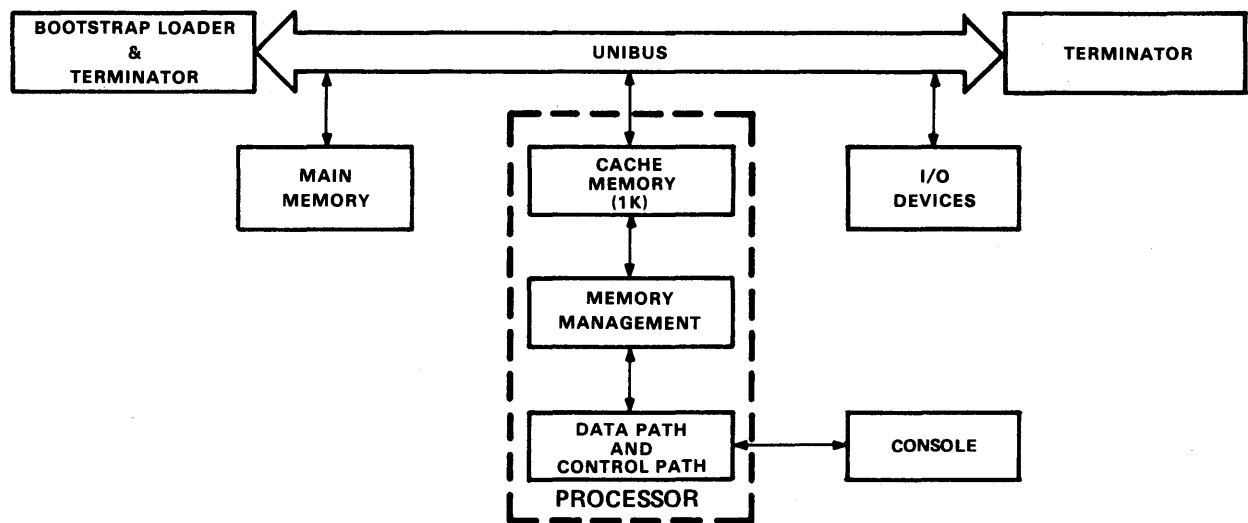 BOOTSTRAP LOADER
&
TERMINATOR
UNIBUS
TERMINATOR
MAIN
MEMORY
CACHE
MEMORY
(1K)
I/O
DEVICES
MEMORY
MANAGEMENT
DATA PATH
AND
CONTROL PATH
CONSOLE
PROCESSOR